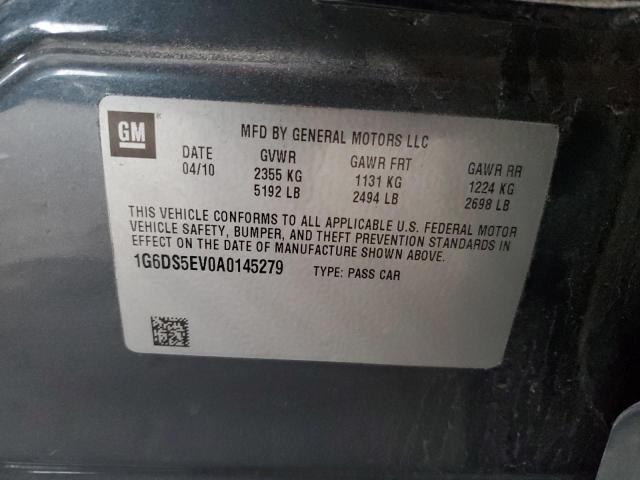 GM
MFD BY GENERAL MOTORS LLC
DATE GVWR GAWR FRT GAWR RR
04/10 2355 KG 1131 KG 1224 KG
5192 LB 2494 LB 2698 LB
THIS VEHICLE CONFORMS TO ALL APPLICABLE U.S. FEDERAL MOTOR
VEHICLE SAFETY, BUMPER, AND THEFT PREVENTION STANDARDS IN
EFFECT ON THE DATE OF MANUFACTURE SHOWN ABOVE.
1G6DS5EV0A0145279 TYPE: PASS CAR